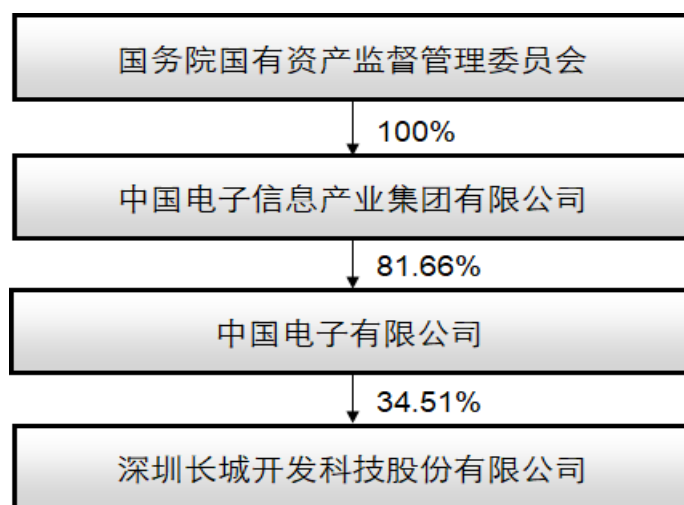 国务院国有资产监督管理委员会
100%
中国电子信息产业集团有限公司
81.66%
中国电子有限公司
34.51%
深圳长城开发科技股份有限公司